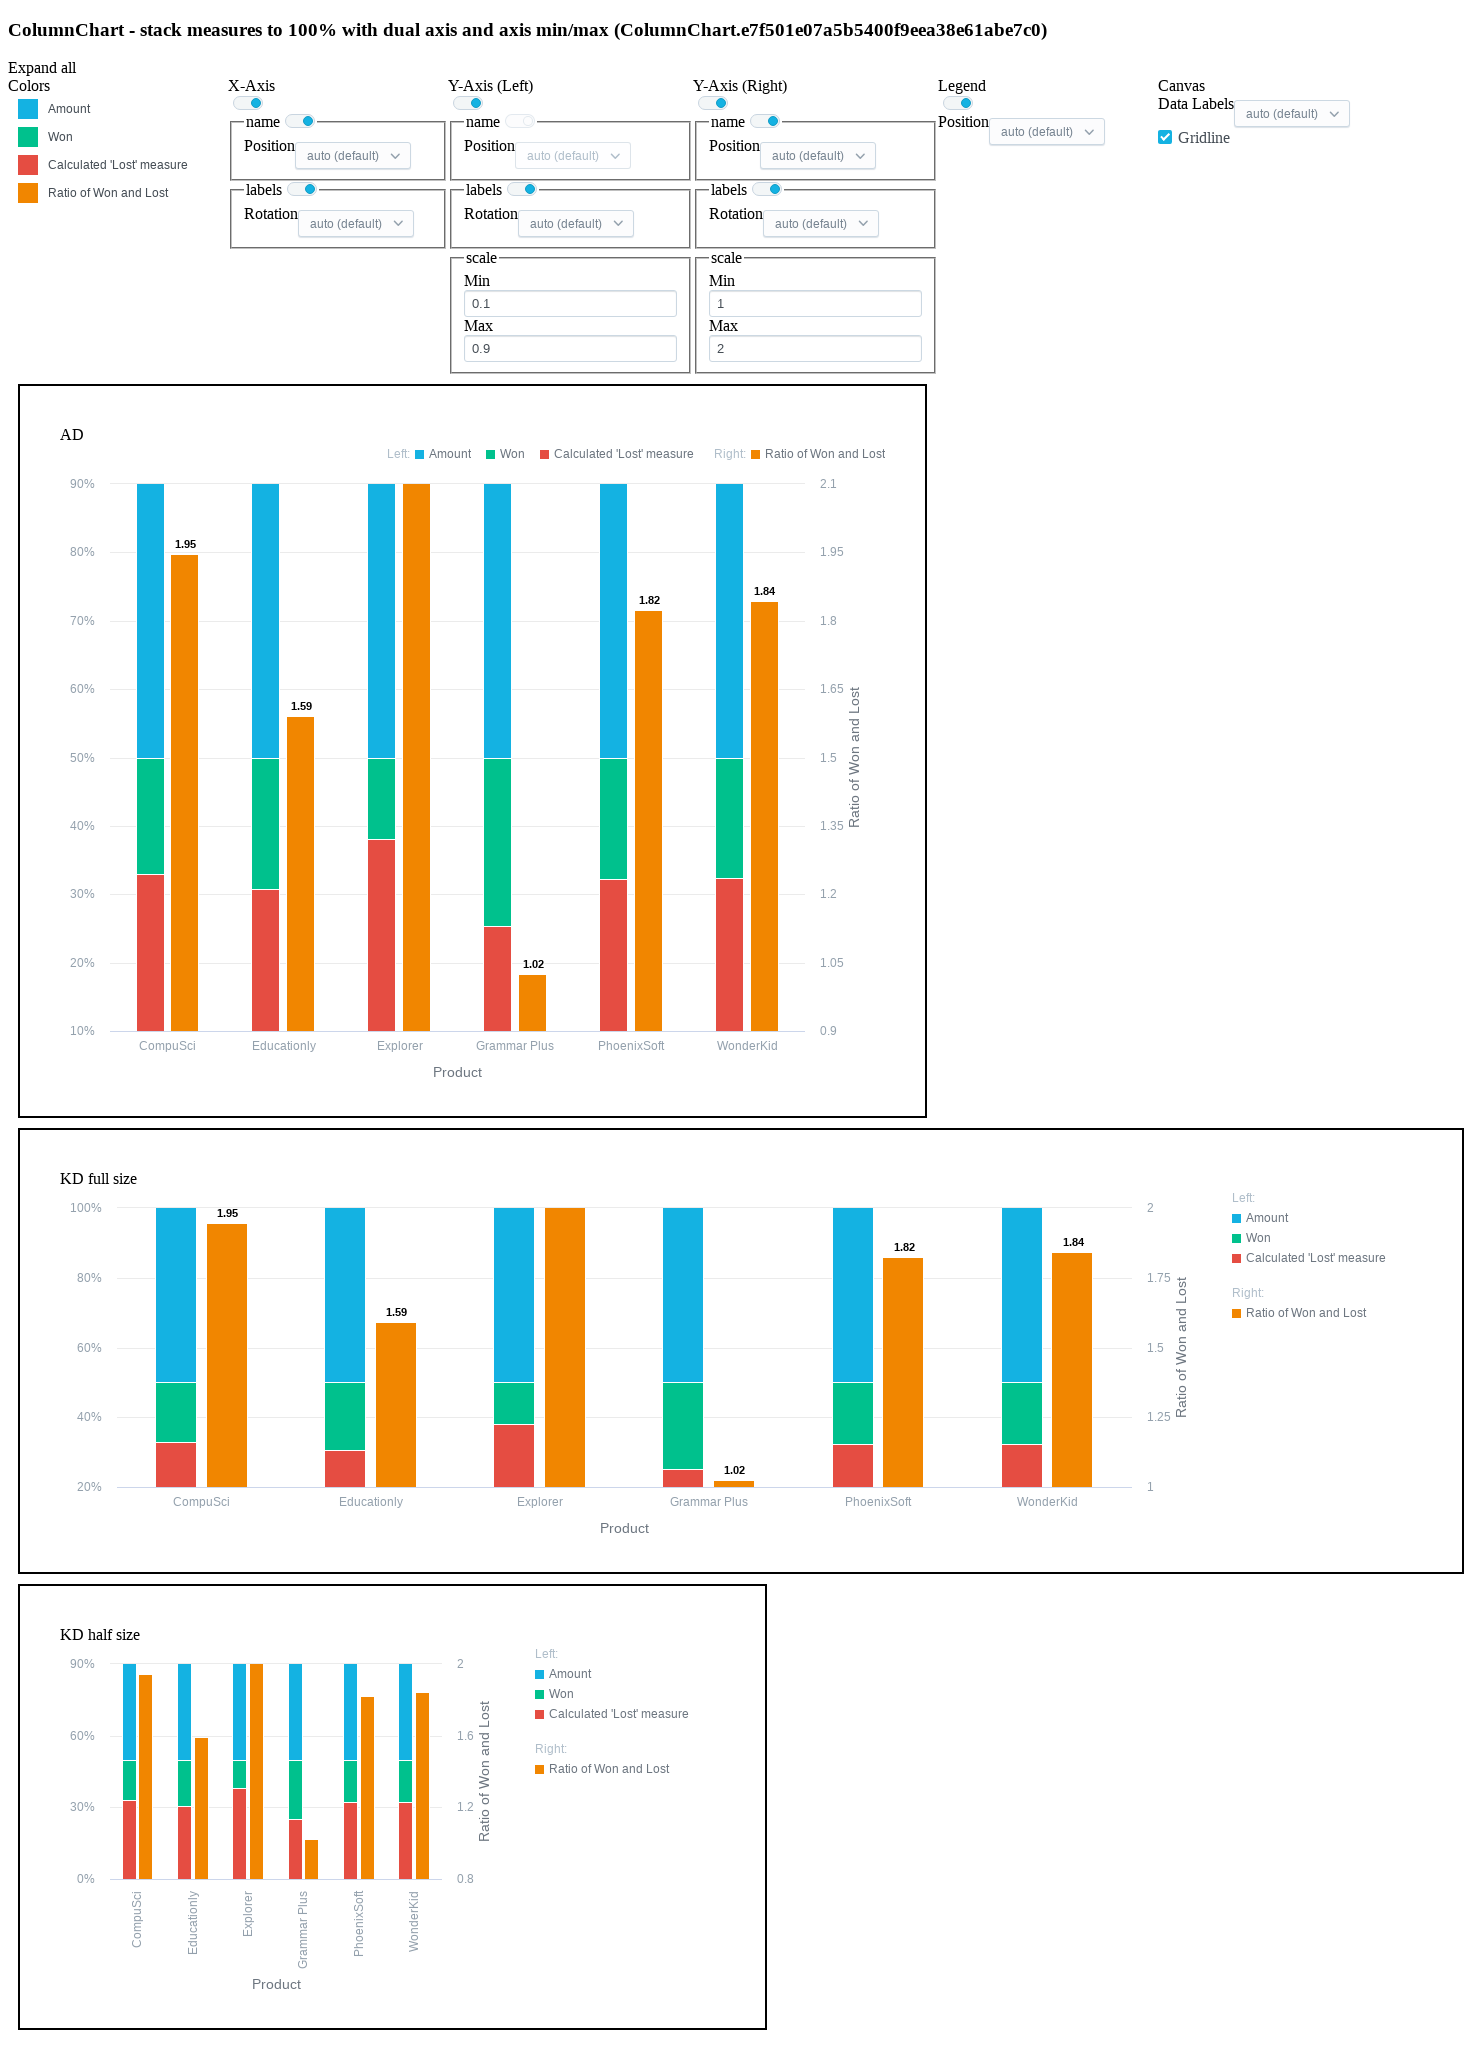 ColumnChart - stack measures to 100% with dual axis and axis min/max (ColumnChart.e7f501e07a5b5400f9eea38e61abe7c0)
Expand all
Colors
Amount
Won
Calculated 'Lost' measure
Ratio of Won and Lost
X-Axis
name
Position auto (default)
labels
Rotation auto (default)
Y-Axis (Left)
name
Position auto (default)
labels
Rotation auto (default)
scale
Min
0.1
Max
0.9
Y-Axis (Right)
name
Position auto (default)
labels
Rotation auto (default)
scale
Min
1
Max
2
Legend
Position auto (default)
Canvas
Data Labels auto (default)
Gridline
AD
Left: Amount Won Calculated 'Lost' measure Right: Ratio of Won and Lost
90% 2.1
80% 1.95
70% 1.8
60% 1.65
50% 1.5
40% 1.35
30% 1.2
20% 1.05
10% 0.9
1.95
1.59
1.02
1.82
1.84
Ratio of Won and Lost
CompuSci Educationly Explorer Grammar Plus PhoenixSoft WonderKid
Product
KD full size
100% 2
80% 1.75
60% 1.5
40% 1.25
20% 1
1.95
1.59
1.02
1.82
1.84
Ratio of Won and Lost
CompuSci Educationly Explorer Grammar Plus PhoenixSoft WonderKid
Product
Left:
Amount
Won
Calculated 'Lost' measure
Right:
Ratio of Won and Lost
KD half size
90% 2
60% 1.6
30% 1.2
0% 0.8
Ratio of Won and Lost
CompuSci
Educationly
Explorer
Grammar Plus
PhoenixSoft
WonderKid
Product
Left:
Amount
Won
Calculated 'Lost' measure
Right:
Ratio of Won and Lost